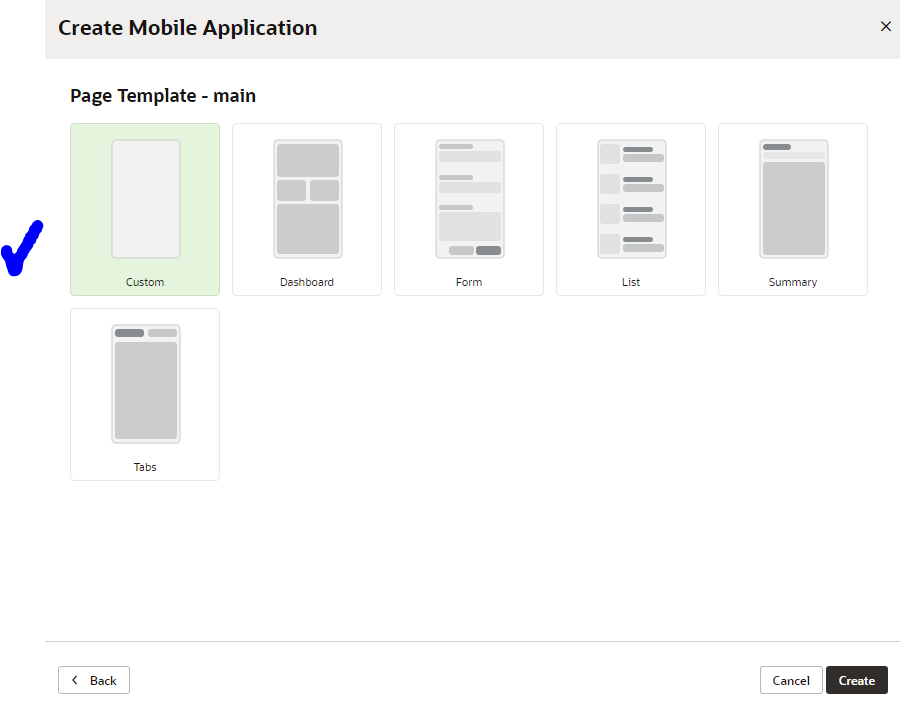 Create Mobile Application
Page Template - main
Custom
Dashboard
Form
List
Summary
Tabs
Back
Cancel
Create